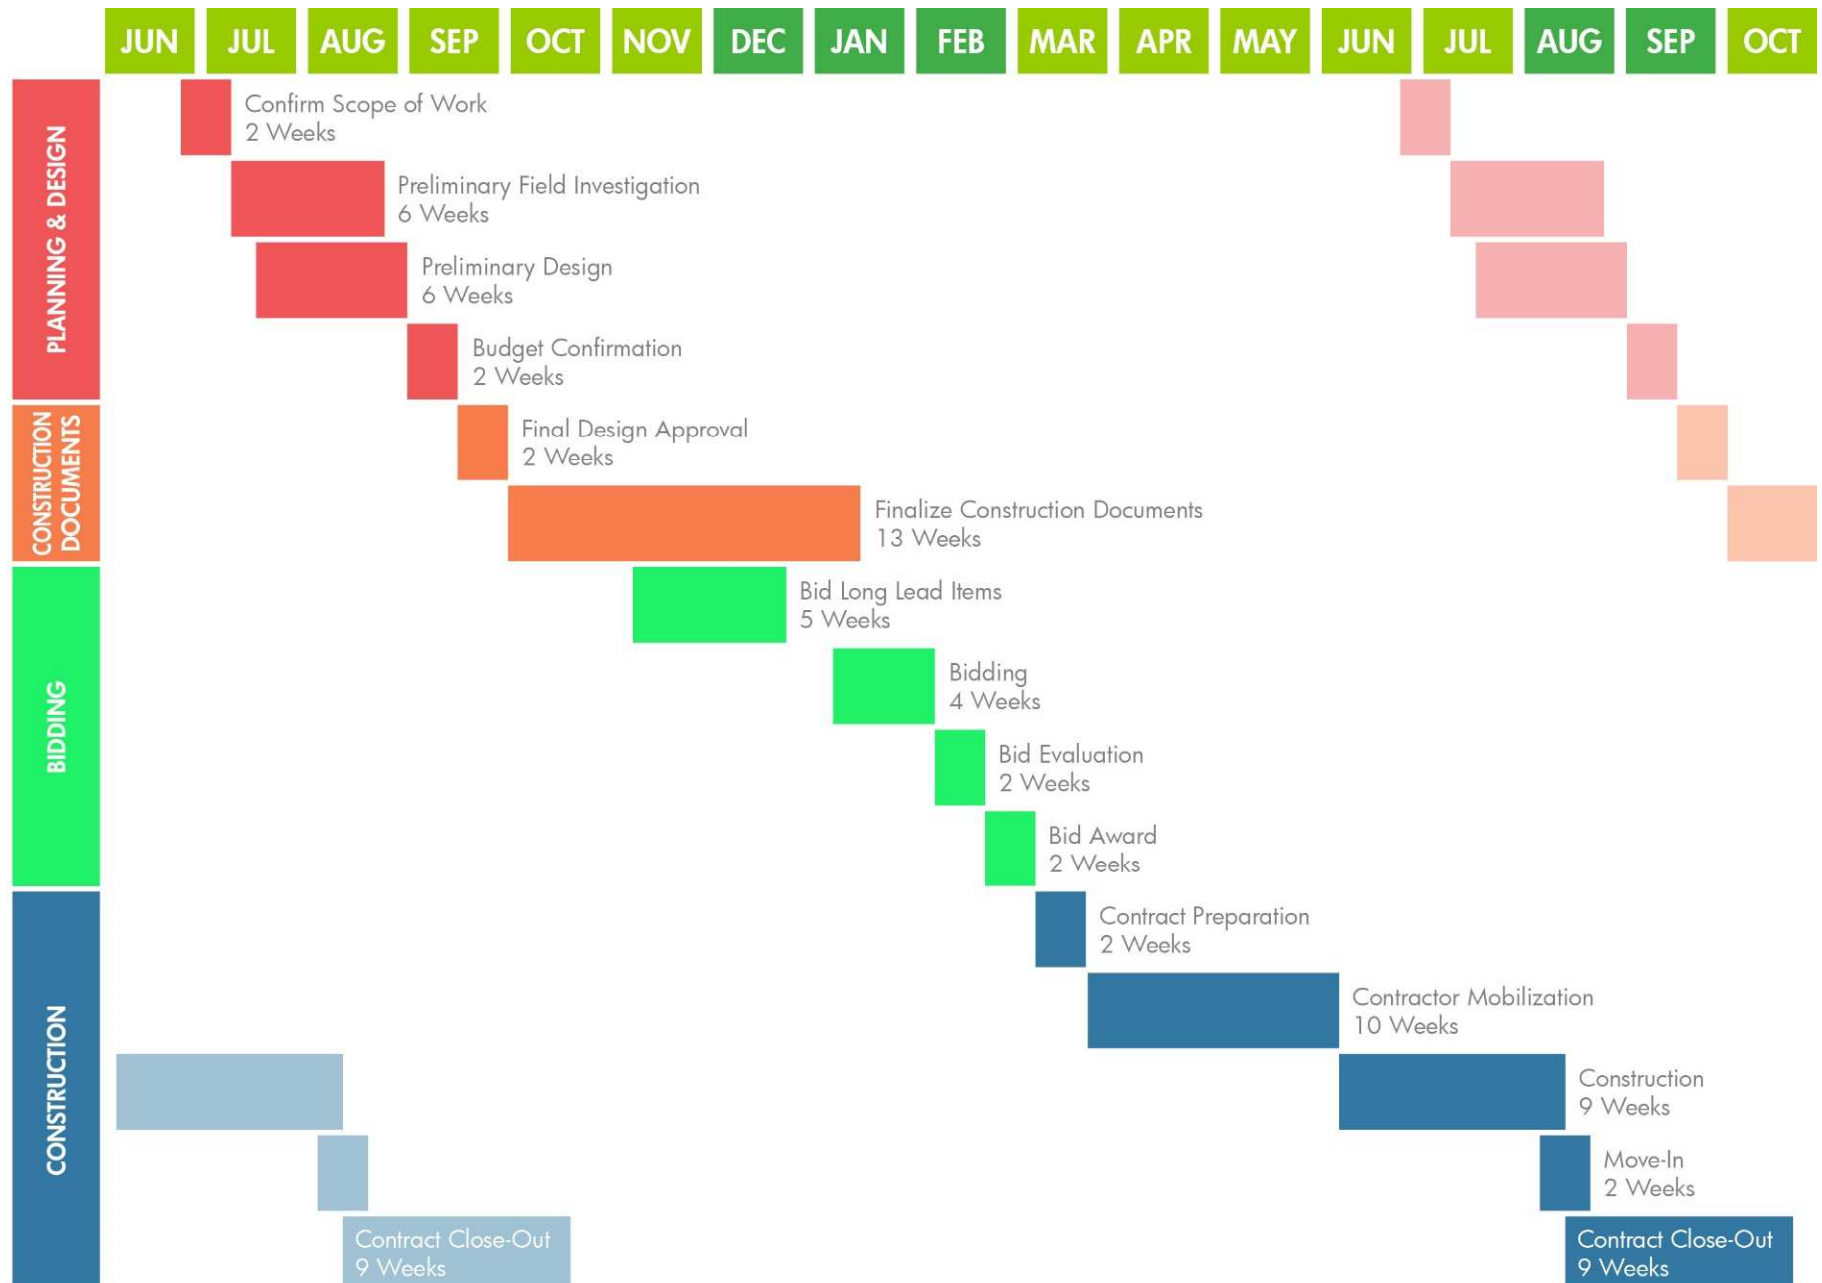 JUN JUL AUG SEP OCT NOV DEC JAN FEB MAR APR MAY JUN JUL AUG SEP OCT
PLANNING & DESIGN
Confirm Scope of Work
2 Weeks
Preliminary Field Investigation
6 Weeks
Preliminary Design
6 Weeks
Budget Confirmation
2 Weeks
CONSTRUCTION
DOCUMENTS
Final Design Approval
2 Weeks
Finalize Construction Documents
13 Weeks
BIDDING
Bid Long Lead Items
5 Weeks
Bidding
4 Weeks
Bid Evaluation
2 Weeks
Bid Award
2 Weeks
CONSTRUCTION
Contract Preparation
2 Weeks
Contractor Mobilization
10 Weeks
Construction
9 Weeks
Move-In
2 Weeks
Contract Close-Out
9 Weeks
Contract Close-Out
9 Weeks